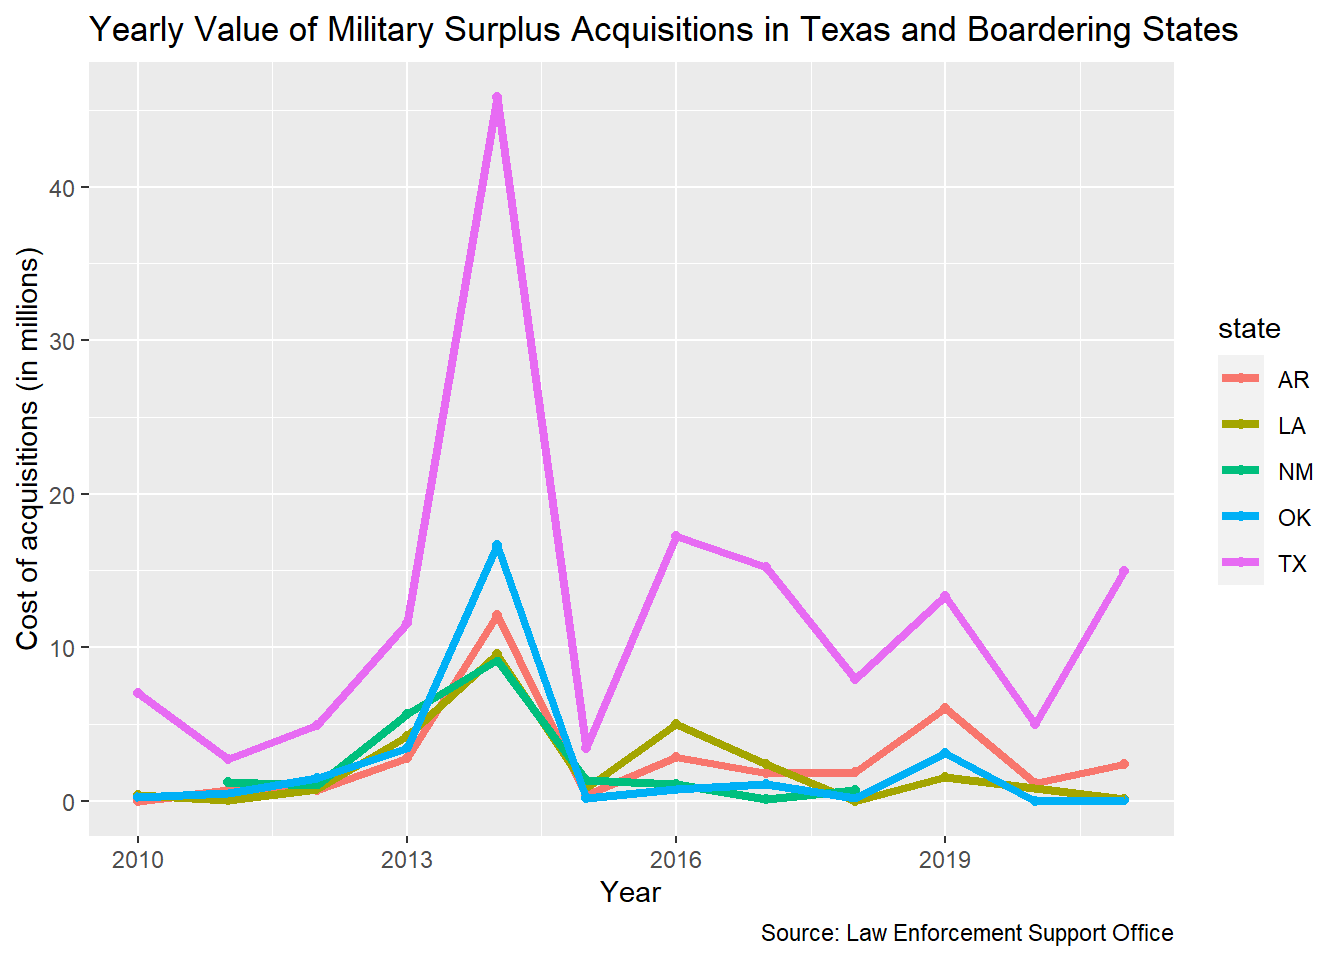 Yearly Value of Military Surplus Acquisitions in Texas and Boardering States
Cost of acquisitions (in millions)
40
30
20
10
0
2010
2013
2016
2019
Year
state
AR
LA
NM
OK
TX
Source: Law Enforcement Support Office